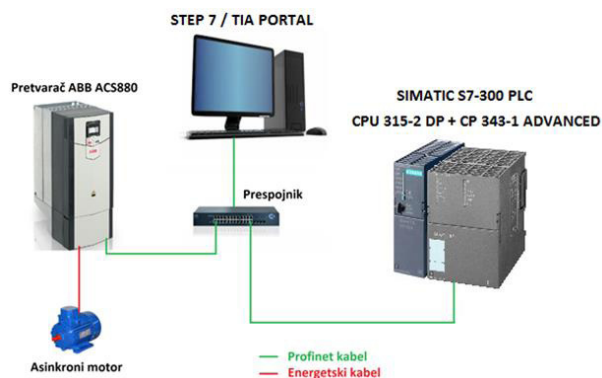 STEP 7 / TIA PORTAL
Pretvarač ABB ACS880
SIMATIC S7-300 PLC
CPU 315-2 DP + CP 343-1 ADVANCED
Prespojnik
Asinkroni motor
Profinet kabel
Energetski kabel